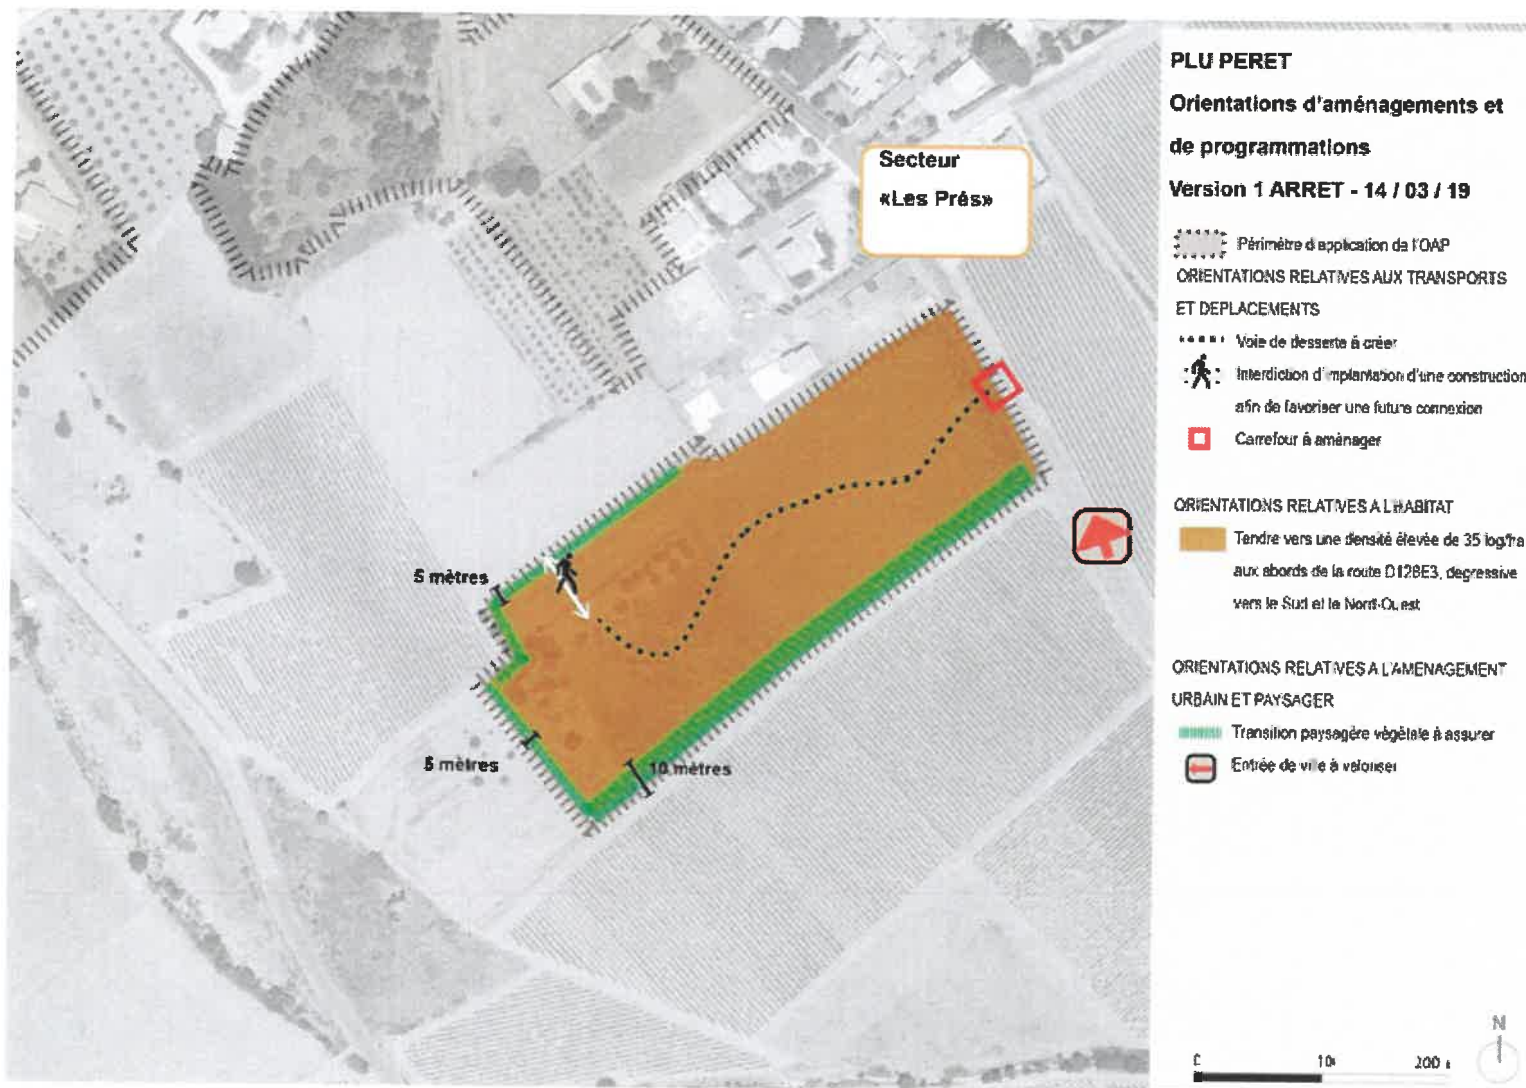 PLU PERET
Orientations d'aménagements et
de programmations
Version 1 ARRET - 14 / 03 / 19
Secteur
«Les Prés»
Périmètre d'application de l'OAP
ORIENTATIONS RELATIVES AUX TRANSPORTS
ET DEPLACEMENTS
Voie de desserte à créer
Interdiction d'implantation d'une construction
afin de favoriser une future connexion
Carrefour à aménager
ORIENTATIONS RELATIVES A L'HABITAT
Tendre vers une densité élevée de 35 log/ha
aux abords de la route D128E3, degressive
vers le Sud et le Nord-Ouest
ORIENTATIONS RELATIVES A L'AMENAGEMENT
URBAIN ET PAYSAGER
Transition paysagère végétale à assurer
Entrée de ville à valoriser
5 mètres
5 mètres
10 mètres
N
200